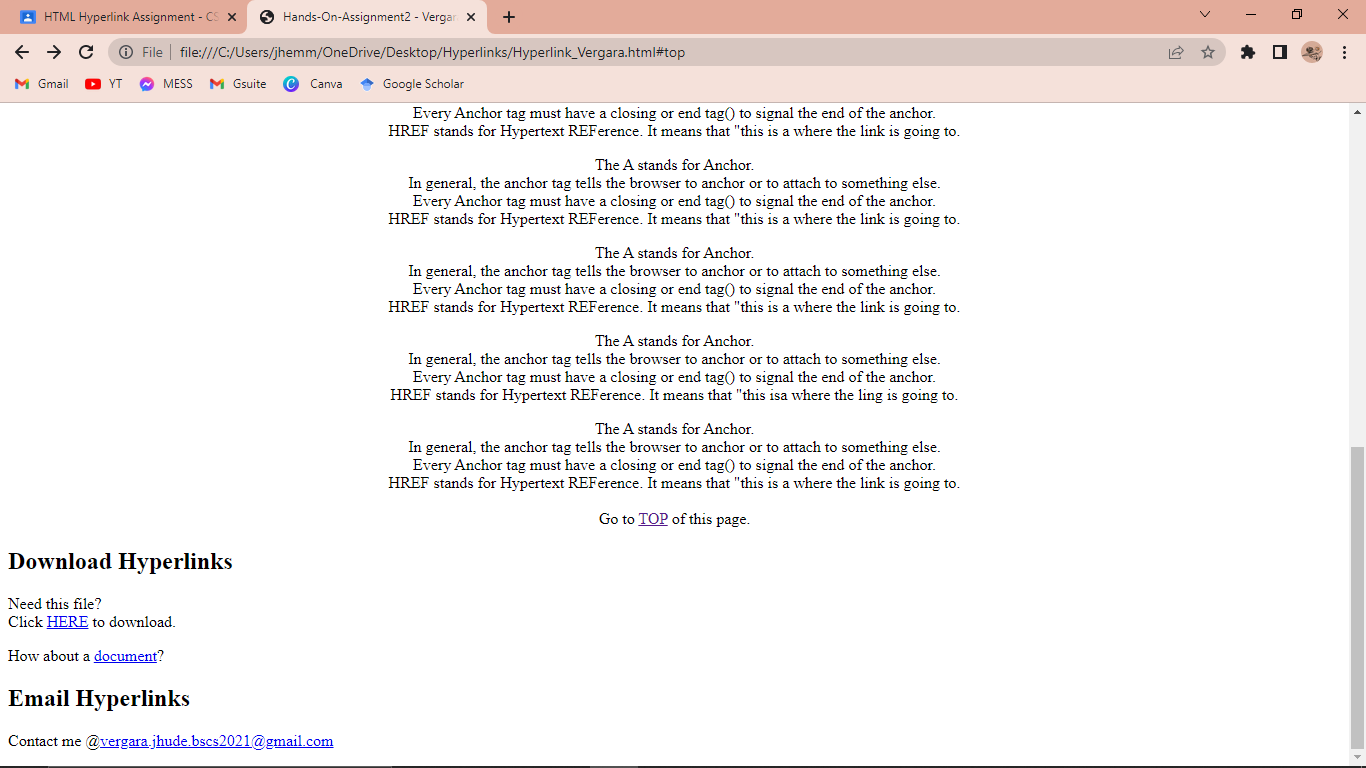 HTML Hyperlink Assignment - CS
Hands-On-Assignment2 - Vergar
File file:///C:/Users/jhemm/OneDrive/Desktop/Hyperlinks/Hyperlink_Vergara.html#top
Gmail YT MESS Gsuite Canva Google Scholar
Every Anchor tag must have a closing or end tag() to signal the end of the anchor.
HREF stands for Hypertext REFerence. It means that "this is a where the link is going to.
The A stands for Anchor.
In general, the anchor tag tells the browser to anchor or to attach to something else.
Every Anchor tag must have a closing or end tag() to signal the end of the anchor.
HREF stands for Hypertext REFerence. It means that "this is a where the link is going to.
The A stands for Anchor.
In general, the anchor tag tells the browser to anchor or to attach to something else.
Every Anchor tag must have a closing or end tag() to signal the end of the anchor.
HREF stands for Hypertext REFerence. It means that "this is a where the link is going to.
The A stands for Anchor.
In general, the anchor tag tells the browser to anchor or to attach to something else.
Every Anchor tag must have a closing or end tag() to signal the end of the anchor.
HREF stands for Hypertext REFerence. It means that "this isa where the ling is going to.
The A stands for Anchor.
In general, the anchor tag tells the browser to anchor or to attach to something else.
Every Anchor tag must have a closing or end tag() to signal the end of the anchor.
HREF stands for Hypertext REFerence. It means that "this is a where the link is going to.
Go to TOP of this page.
Download Hyperlinks
Need this file?
Click HERE to download.
How about a document?
Email Hyperlinks
Contact me @vergara.jhude.bscs2021@gmail.com